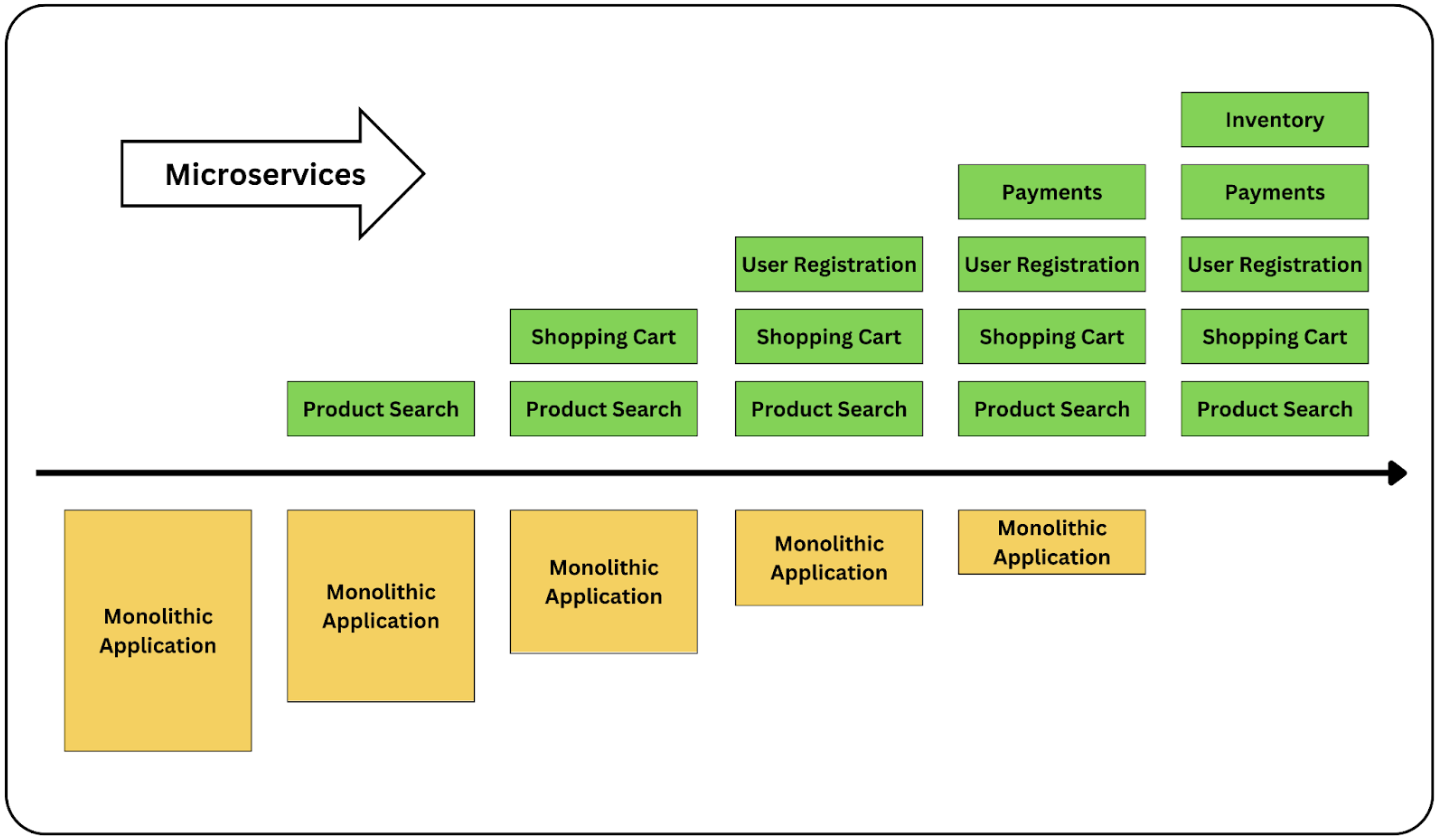 Microservices
Inventory
Payments
Payments
User Registration
User Registration
User Registration
Shopping Cart
Shopping Cart
Shopping Cart
Shopping Cart
Product Search
Product Search
Product Search
Product Search
Product Search
Monolithic
Application
Monolithic
Application
Monolithic
Application
Monolithic
Application
Monolithic
Application